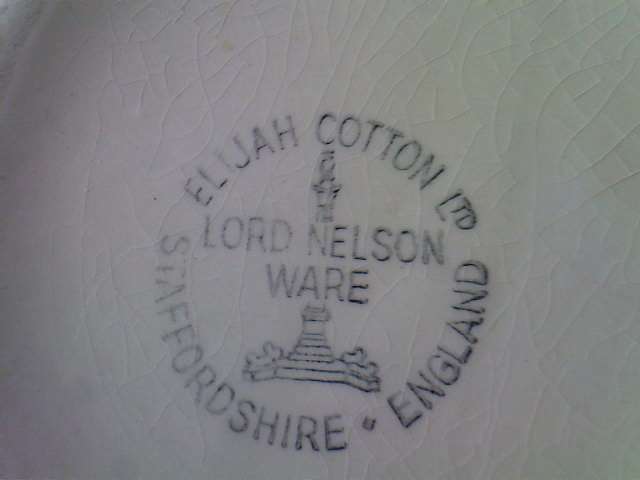 ELIJAH COTTON LTD
LORD NELSON
WARE
STAFFORDSHIRE · ENGLAND